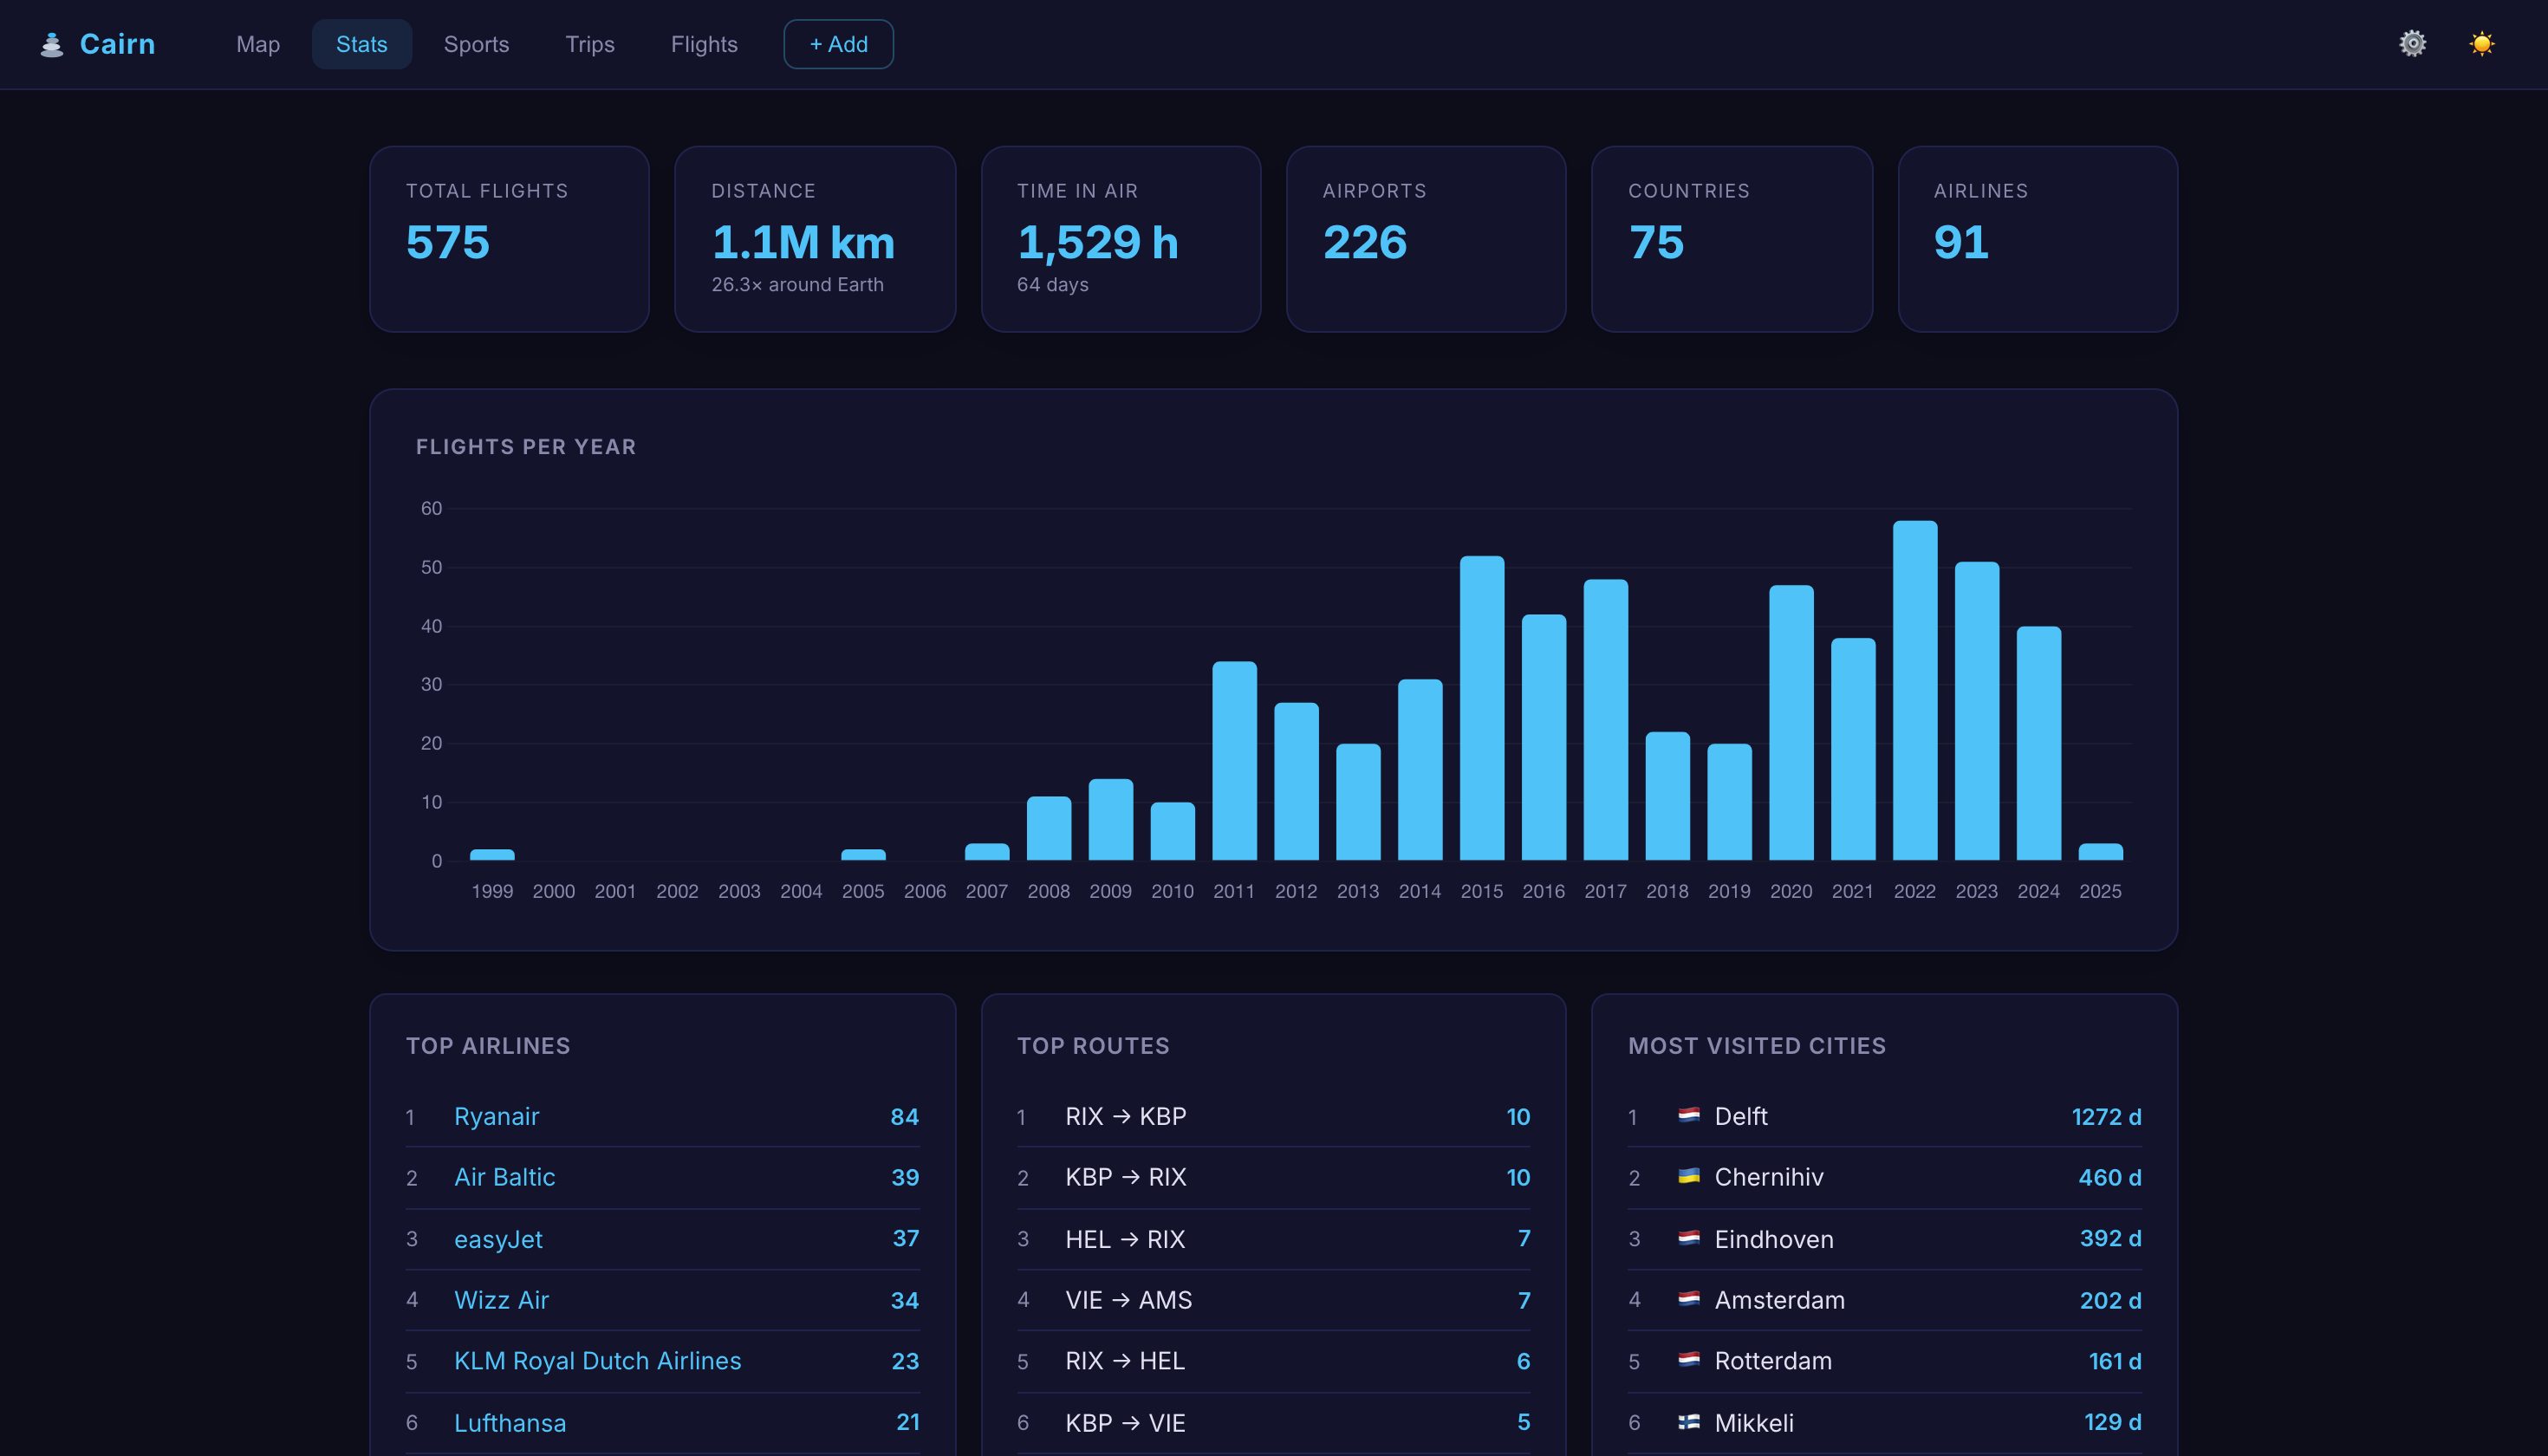 Cairn Map Stats Sports Trips Flights + Add
TOTAL FLIGHTS
575
DISTANCE
1.1M km
26.3× around Earth
TIME IN AIR
1,529 h
64 days
AIRPORTS
226
COUNTRIES
75
AIRLINES
91
FLIGHTS PER YEAR
60
50
40
30
20
10
0
1999 2000 2001 2002 2003 2004 2005 2006 2007 2008 2009 2010 2011 2012 2013 2014 2015 2016 2017 2018 2019 2020 2021 2022 2023 2024 2025
TOP AIRLINES
1 Ryanair 84
2 Air Baltic 39
3 easyJet 37
4 Wizz Air 34
5 KLM Royal Dutch Airlines 23
6 Lufthansa 21
TOP ROUTES
1 RIX → KBP 10
2 KBP → RIX 10
3 HEL → RIX 7
4 VIE → AMS 7
5 RIX → HEL 6
6 KBP → VIE 5
MOST VISITED CITIES
1 Delft 1272 d
2 Chernihiv 460 d
3 Eindhoven 392 d
4 Amsterdam 202 d
5 Rotterdam 161 d
6 Mikkeli 129 d